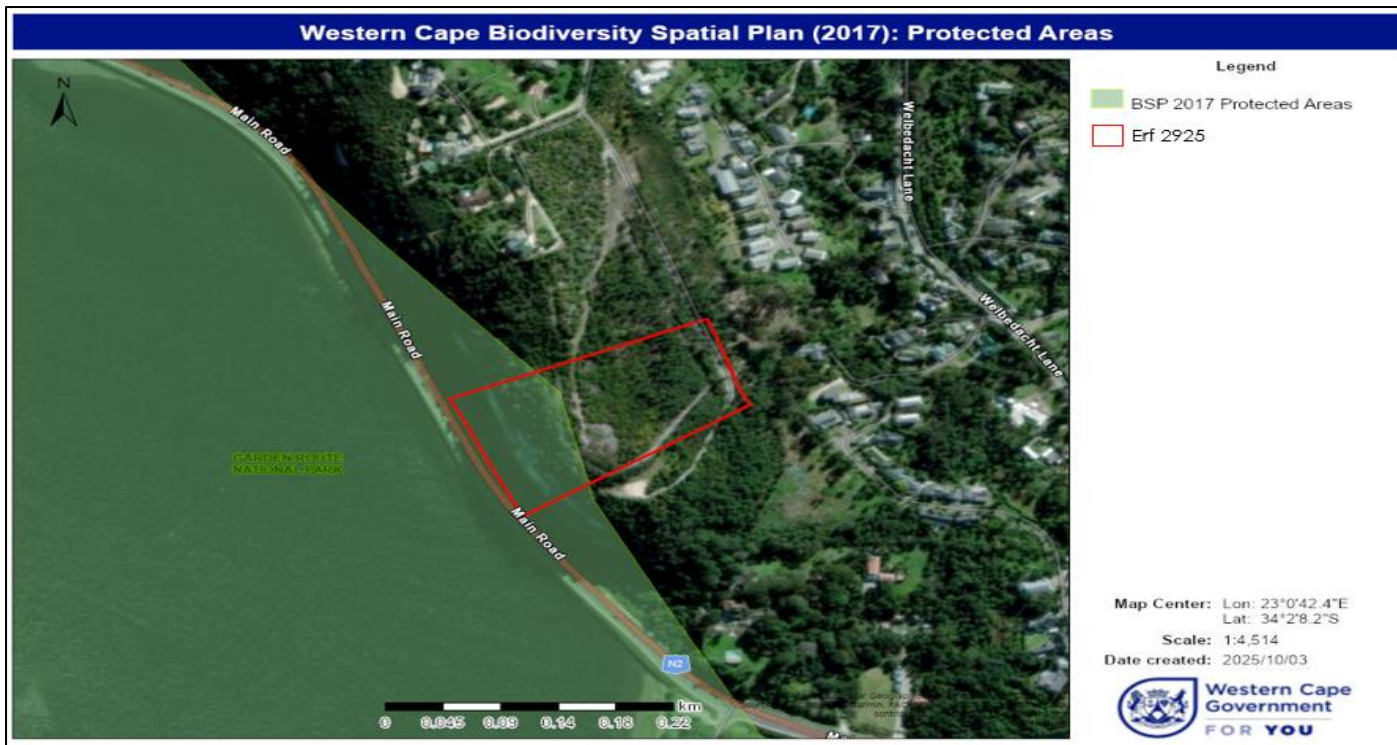 Western Cape Biodiversity Spatial Plan (2017): Protected Areas
N
Main Road
Welbedacht Lane
Main Road
Welbedacht Lane
GARDEN ROUTE
NATIONAL PARK
Main Road
N2
km
0 0.045 0.09 0.14 0.18 0.22
Legend
BSP 2017 Protected Areas
Erf 2925
Map Center: Lon: 23°0'42.4"E
Lat: 34°2'8.2"S
Scale: 1:4,514
Date created: 2025/10/03
Western Cape
Government
FOR YOU